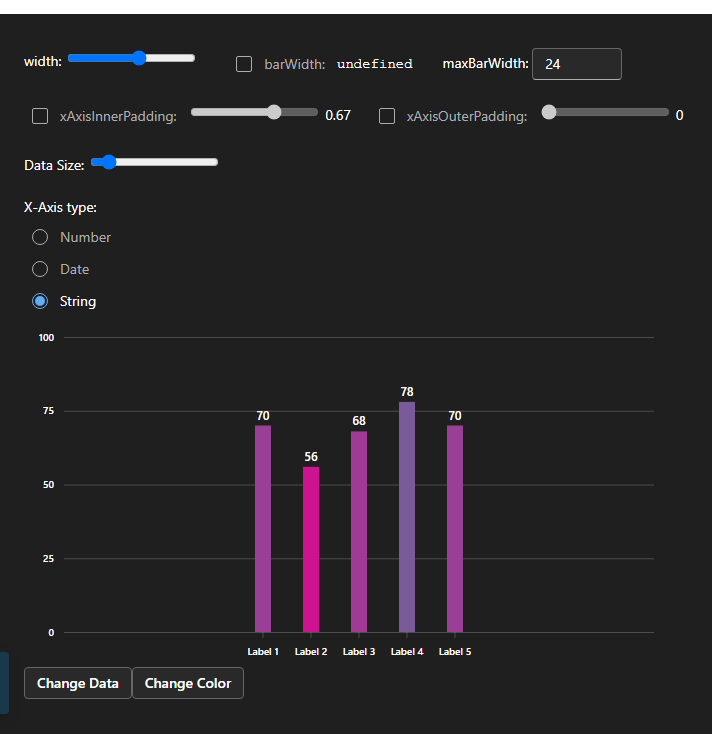 width: barWidth: undefined maxBarWidth: 24
xAxisInnerPadding: 0.67 xAxisOuterPadding: 0
Data Size:
X-Axis type:
Number
Date
String
100
78
75
70 68 70
56
50
25
0
Label 1 Label 2 Label 3 Label 4 Label 5
Change Data Change Color